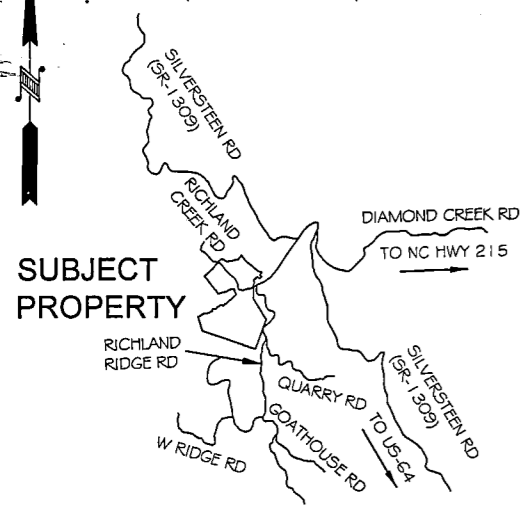 N
SILVERSTEEN RD
(SR-1309)
RICHLAND
CREEK RD
DIAMOND CREEK RD
TO NC HWY 215
SUBJECT
PROPERTY
RICHLAND
RIDGE RD
QUARRY RD
SILVERSTEEN RD
(SR-1309)
TO US-64
GOATHOUSE RD
W RIDGE RD